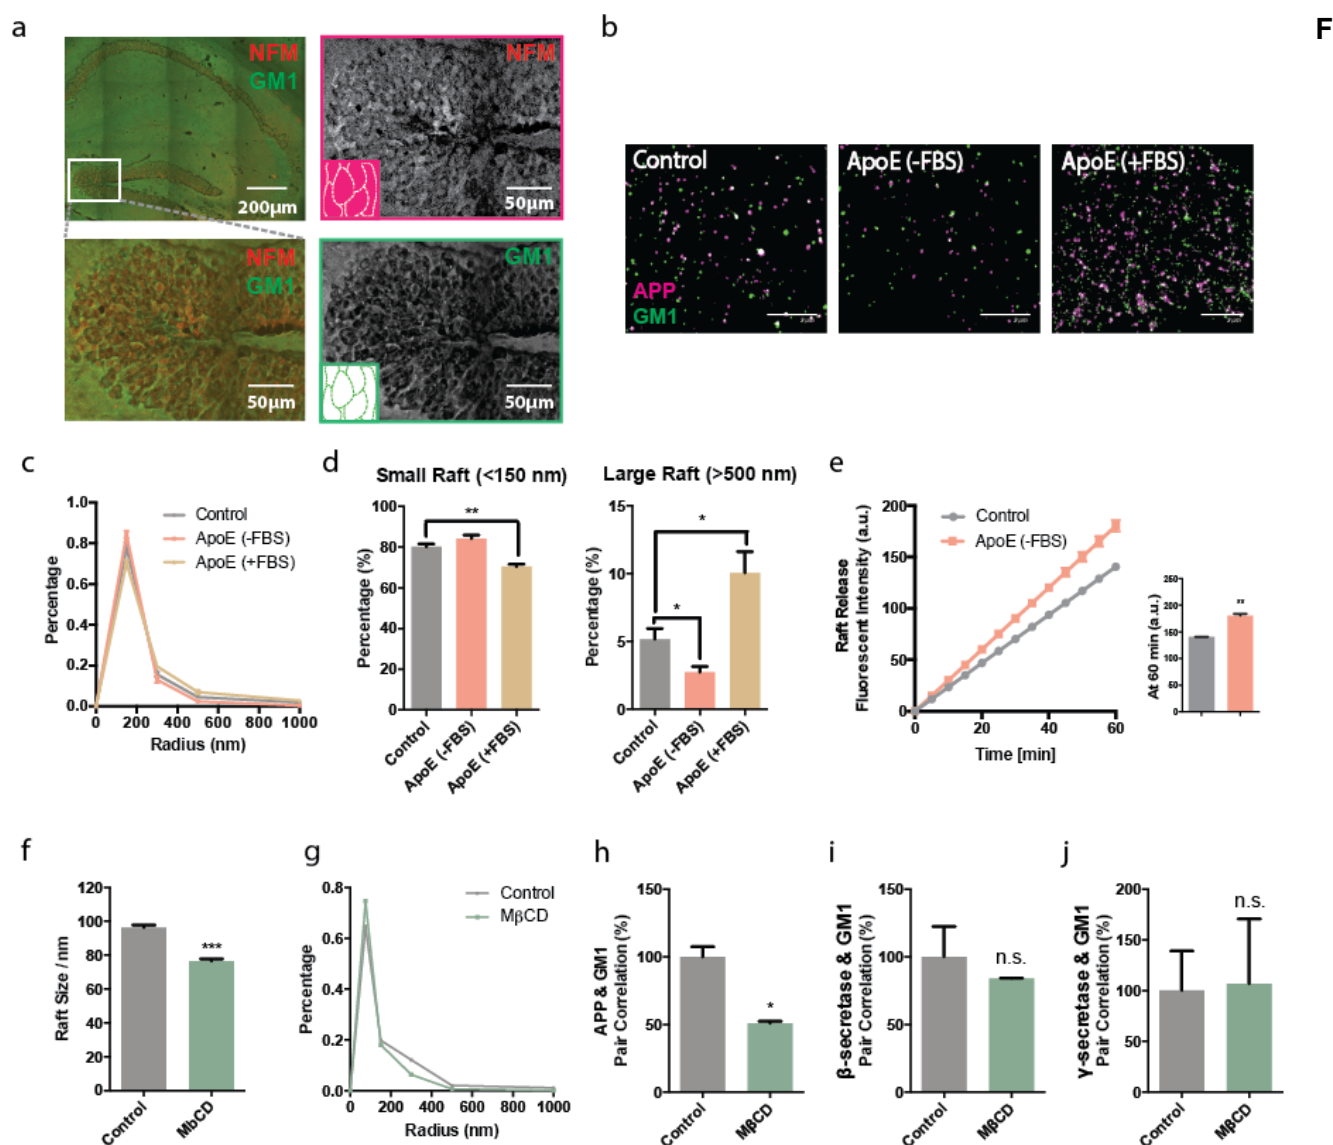 a
NFM
GM1
200µm
NFM
50µm
NFM
GM1
50µm
GM1
50µm
b
F
Control
APP
GM1
ApoE (-FBS)
ApoE (+FBS)
c
Percentage
1.0
0.8
0.6
0.4
0.2
0.0
Control
ApoE (-FBS)
ApoE (+FBS)
0 200 400 600 800 1000
Radius (nm)
d
Small Raft (<150 nm)
Percentage (%)
100
80
60
40
20
0
**
Control
ApoE (-FBS)
ApoE (+FBS)
Large Raft (>500 nm)
Percentage (%)
15
10
5
0
*
*
Control
ApoE (-FBS)
ApoE (+FBS)
e
Raft Release
Fluorescent Intensity (a.u.)
200
150
100
50
0
Control
ApoE (-FBS)
0 20 40 60
Time [min]
At 60 min (a.u.)
250
200
150
100
50
0
**
f
Raft Size / nm
120
100
80
60
40
20
0
***
Control
MbCD
g
Percentage
0.8
0.6
0.4
0.2
0.0
Control
MβCD
0 200 400 600 800 1000
Radius (nm)
h
APP & GM1
Pair Correlation (%)
150
100
50
0
*
Control
MβCD
i
β-secretase & GM1
Pair Correlation (%)
150
100
50
0
n.s.
Control
MβCD
j
γ-secretase & GM1
Pair Correlation (%)
200
150
100
50
0
n.s.
Control
MβCD